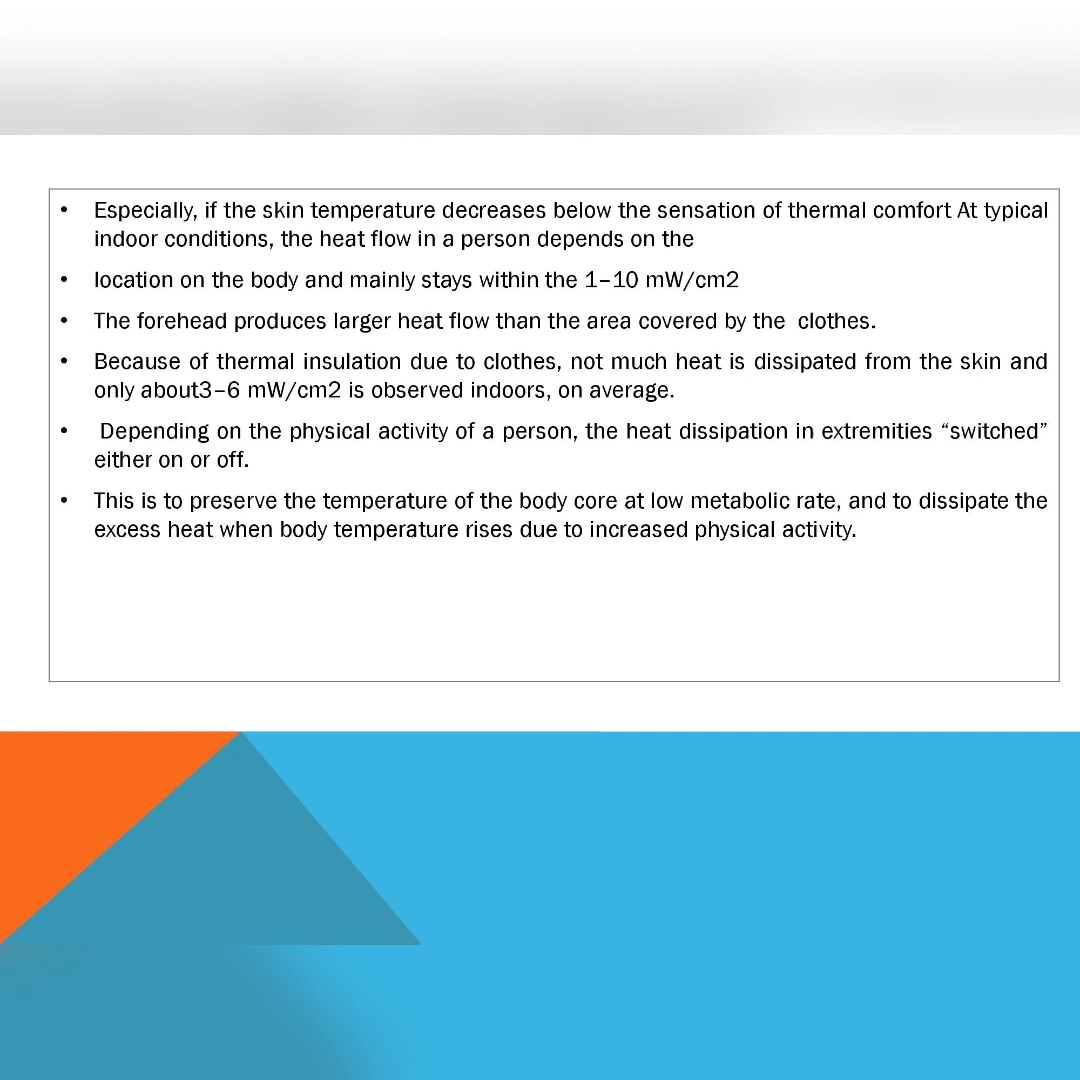 • Especially, if the skin temperature decreases below the sensation of thermal comfort At typical
indoor conditions, the heat flow in a person depends on the
• location on the body and mainly stays within the 1–10 mW/cm2
• The forehead produces larger heat flow than the area covered by the  clothes.
• Because of thermal insulation due to clothes, not much heat is dissipated from the skin and
only about3–6 mW/cm2 is observed indoors, on average.
•  Depending on the physical activity of a person, the heat dissipation in extremities “switched”
either on or off.
• This is to preserve the temperature of the body core at low metabolic rate, and to dissipate the
excess heat when body temperature rises due to increased physical activity.